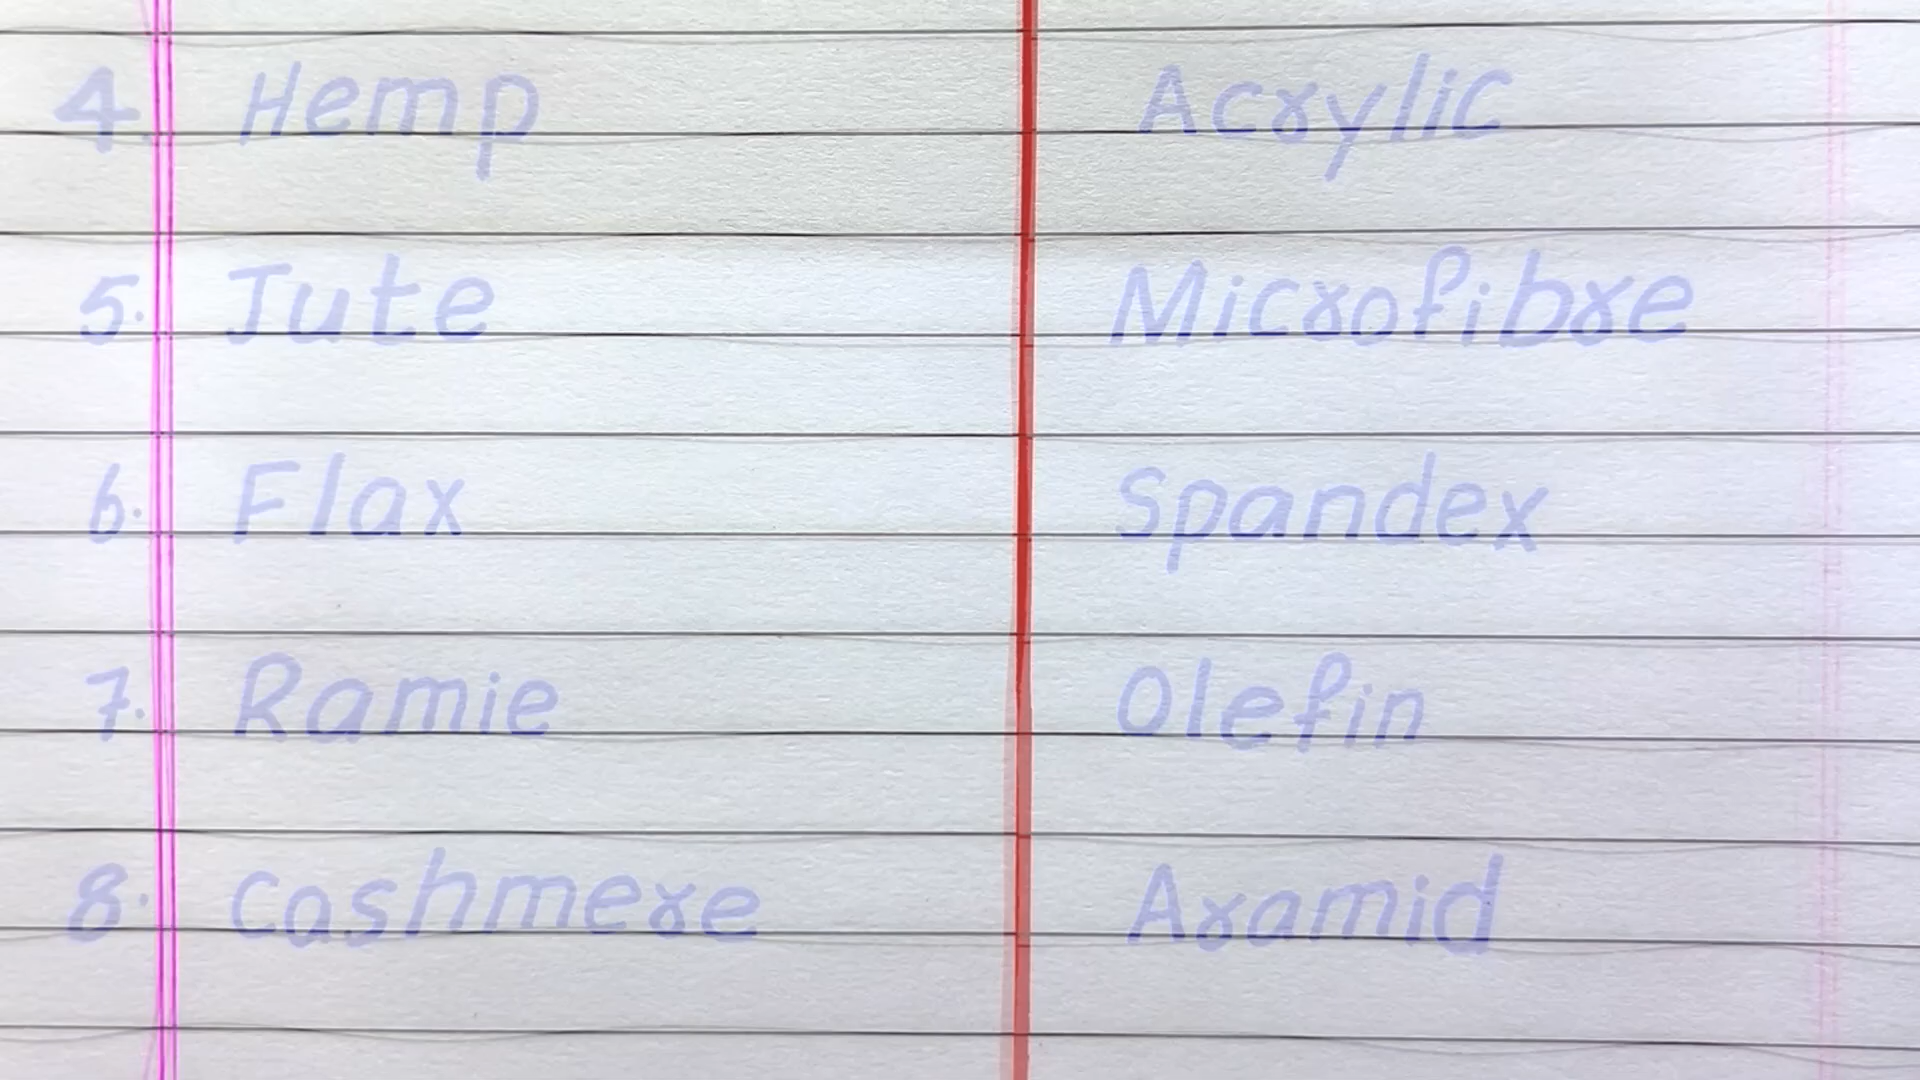 4. Hemp Acrylic
5. Jute Microfibre
6. Flax Spandex
7. Ramie Olefin
8. Cashmere Aramid